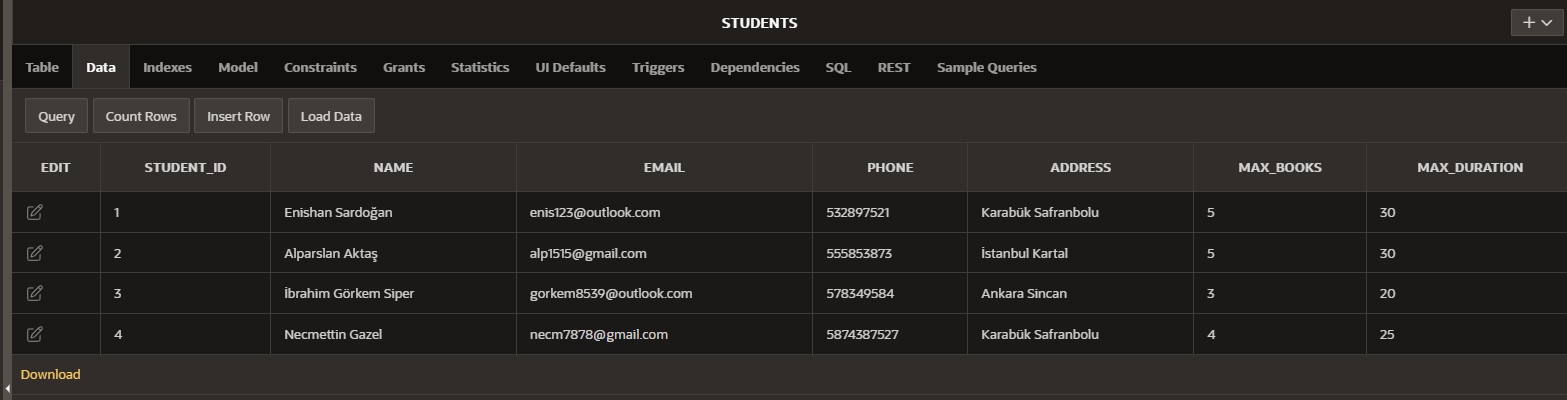 STUDENTS
Table Data Indexes Model Constraints Grants Statistics UI Defaults Triggers Dependencies SQL REST Sample Queries
Query Count Rows Insert Row Load Data
EDIT STUDENT_ID NAME EMAIL PHONE ADDRESS MAX_BOOKS MAX_DURATION
1 Enishan Sardoğan enis123@outlook.com 532897521 Karabük Safranbolu 5 30
2 Alparslan Aktaş alp1515@gmail.com 555853873 İstanbul Kartal 5 30
3 İbrahim Görkem Siper gorkem8539@outlook.com 578349584 Ankara Sincan 3 20
4 Necmettin Gazel necm7878@gmail.com 5874387527 Karabük Safranbolu 4 25
Download